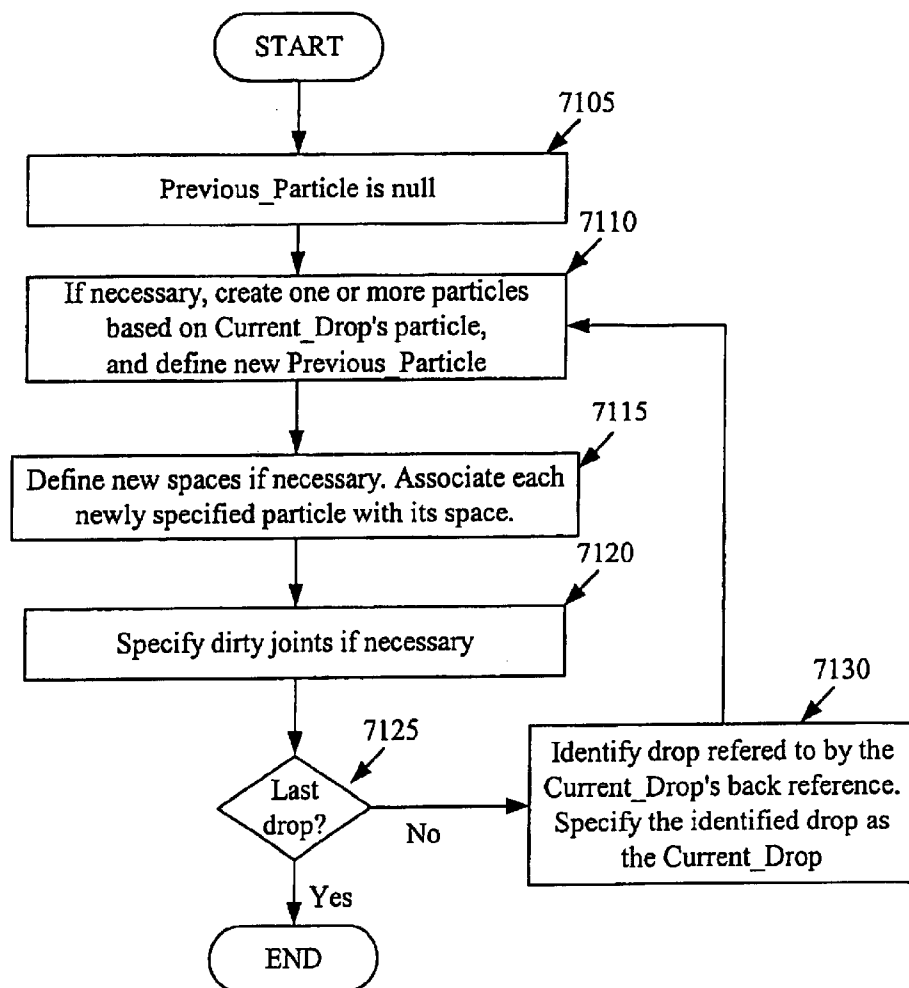 START
7105
Previous_Particle is null
7110
If necessary, create one or more particles
based on Current_Drop's particle,
and define new Previous_Particle
7115
Define new spaces if necessary. Associate each
newly specified particle with its space.
7120
Specify dirty joints if necessary
7125
Last
drop?
No
Yes
7130
Identify drop refered to by the
Current_Drop's back reference.
Specify the identified drop as
the Current_Drop
END